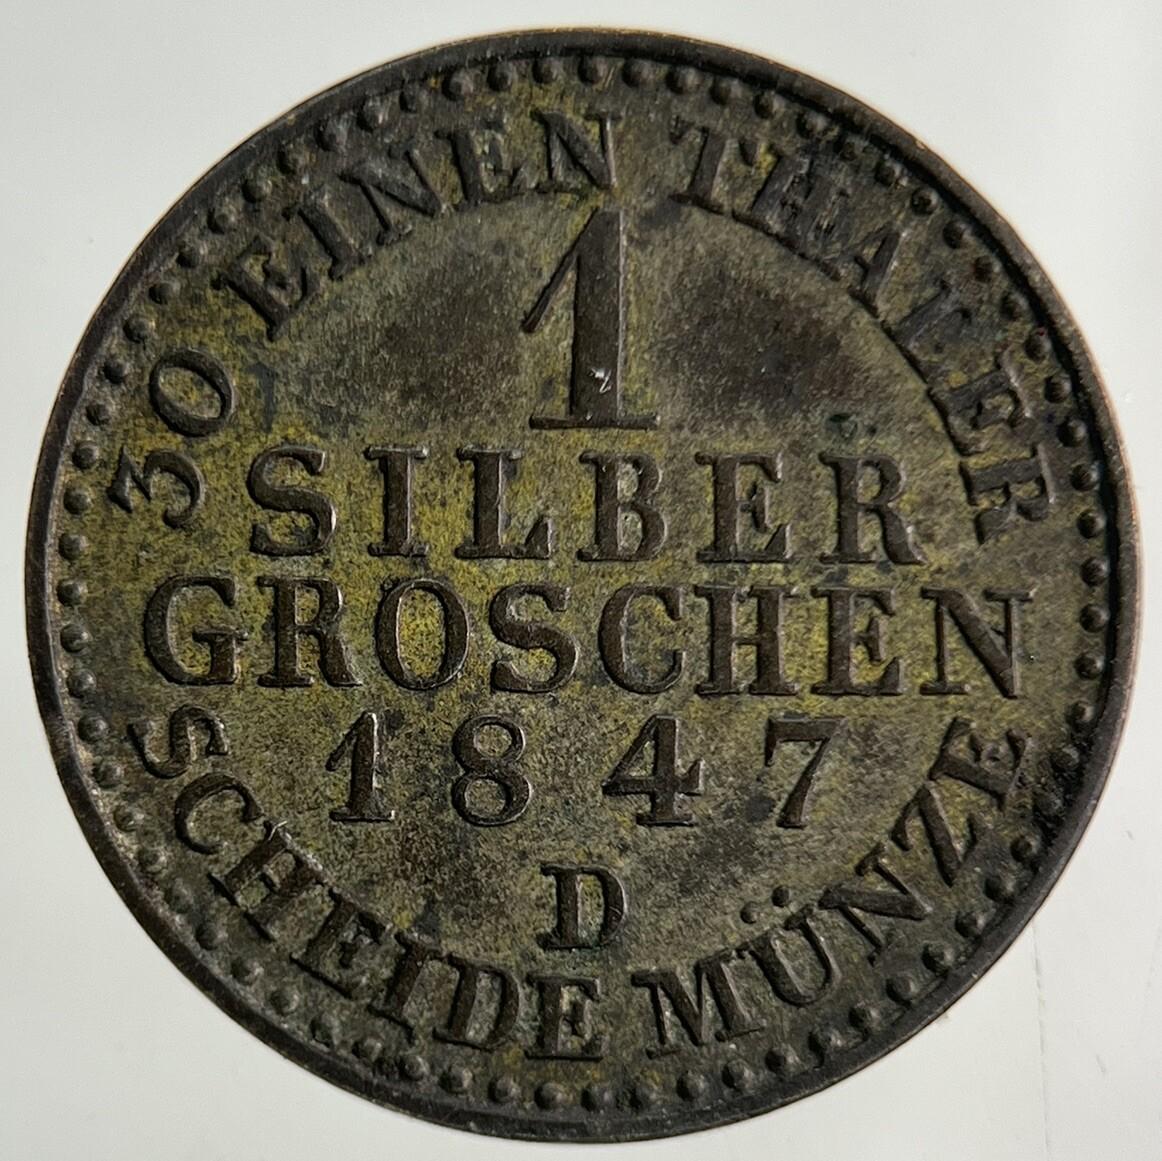 30 EINEN THALER
1
SILBER
GROSCHEN
1847
D
SCHEIDE MÜNZE